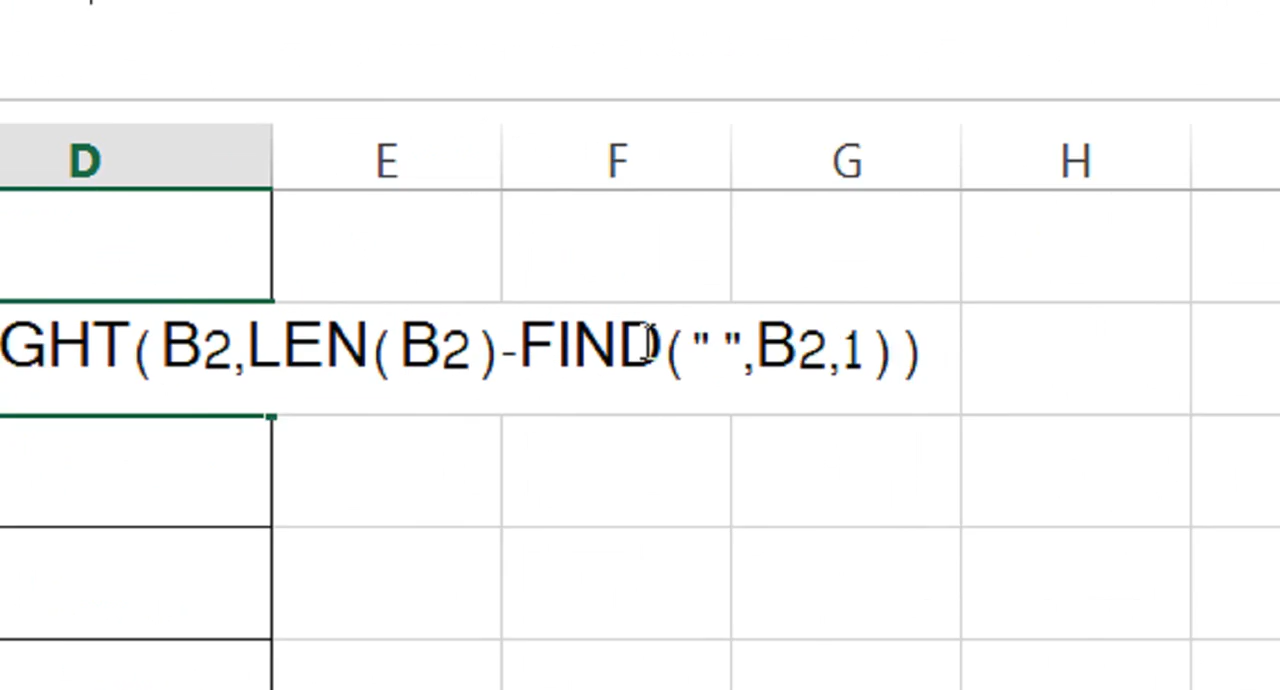 D E F G H
GHT(B2,LEN(B2)-FIND(" ",B2,1))